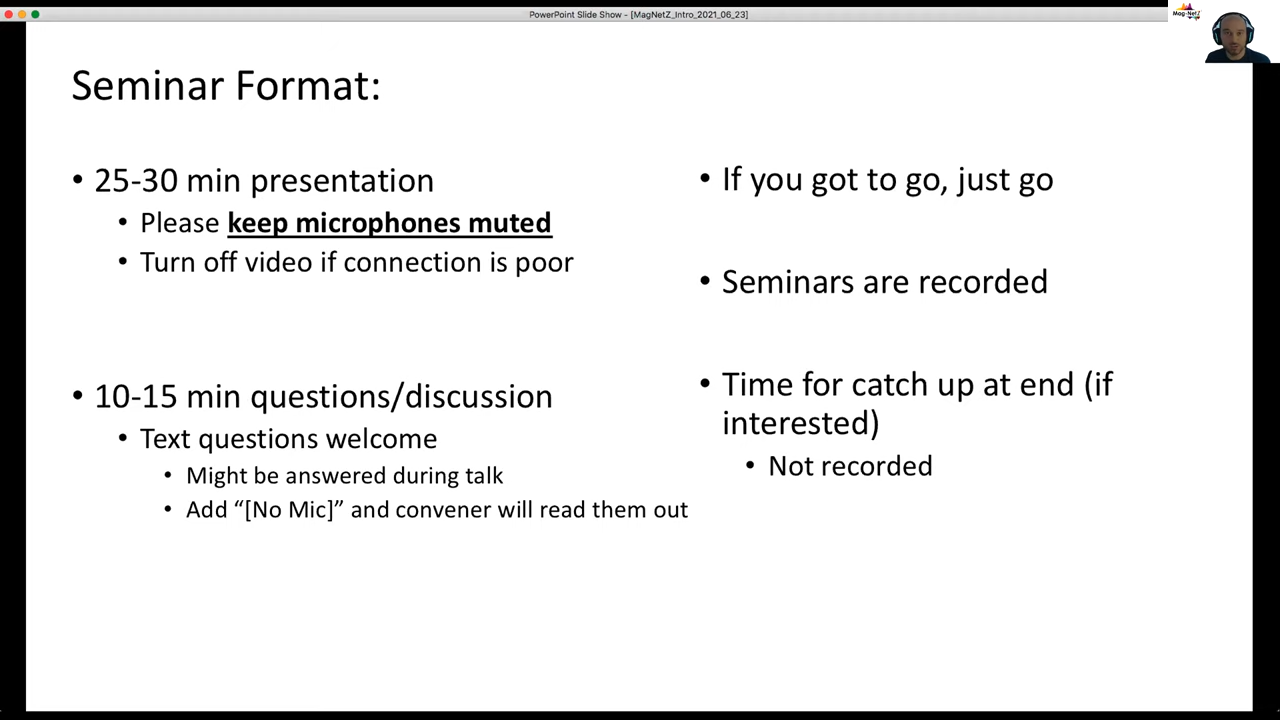 PowerPoint Slide Show - [MagNetZ_Intro_2021_06_23]
Mag-NetZ
Seminar Format:
• 25-30 min presentation
• Please keep microphones muted
• Turn off video if connection is poor
• 10-15 min questions/discussion
• Text questions welcome
• Might be answered during talk
• Add “[No Mic]” and convener will read them out
• If you got to go, just go
• Seminars are recorded
• Time for catch up at end (if
interested)
• Not recorded